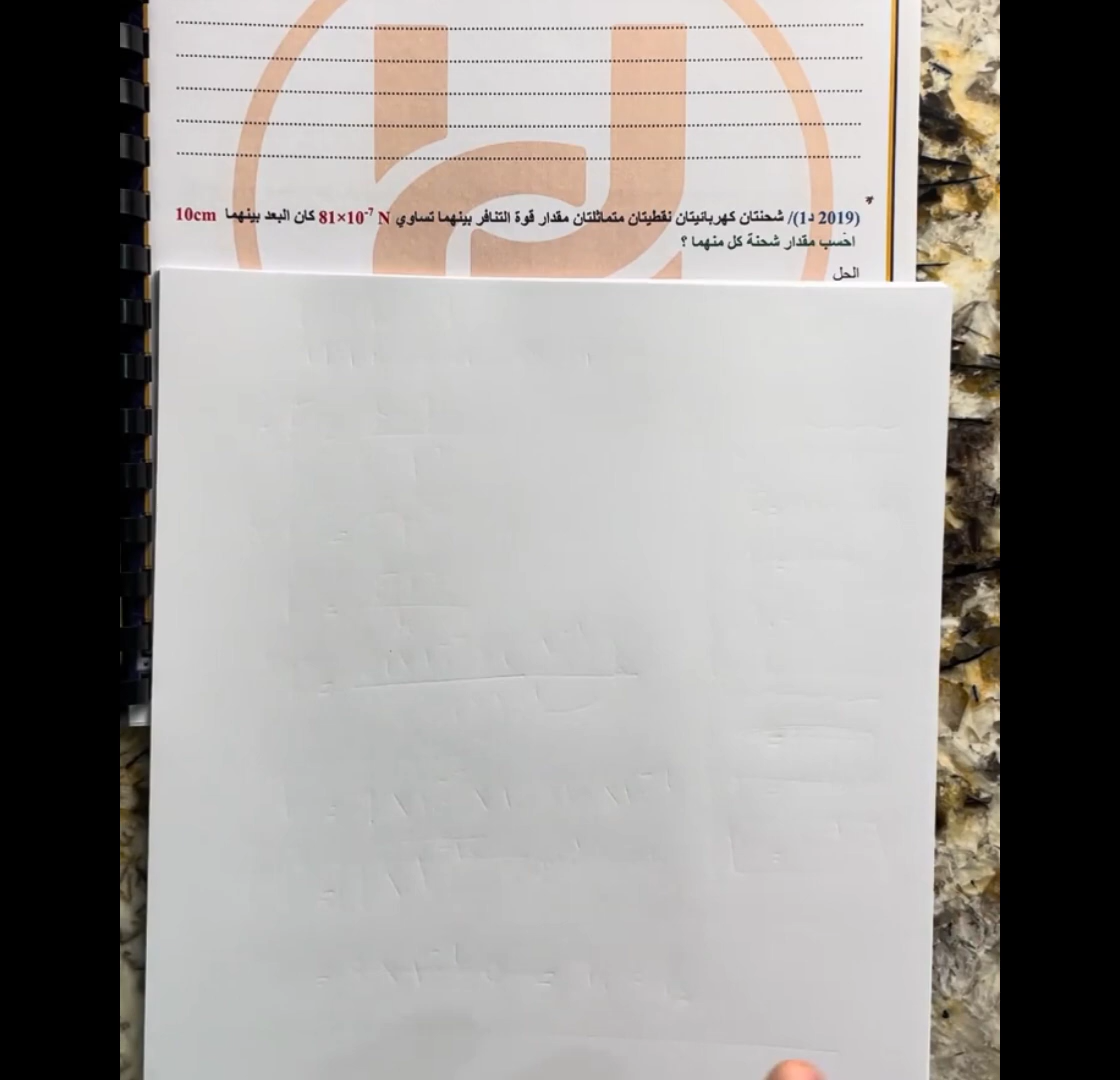 (2019 د1)/ شحنتان كهربائيتان نقطيتان متماثلتان مقدار قوة التنافر بينهما تساوي 81×10⁻⁷ N كان البعد بينهما 10cm
احسب مقدار شحنة كل منهما ؟
الحل